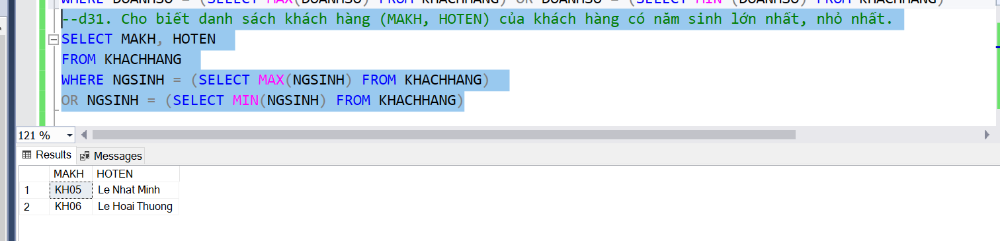 WHERE DOANHSO = (SELECT MAX(DOANHSO) FROM KHACHHANG) OR DOANHSO = (SELECT MIN (DOANHSO) FROM KHACHHANG)
--d31. Cho biết danh sách khách hàng (MAKH, HOTEN) của khách hàng có năm sinh lớn nhất, nhỏ nhất.
SELECT MAKH, HOTEN
FROM KHACHHANG
WHERE NGSINH = (SELECT MAX(NGSINH) FROM KHACHHANG)
OR NGSINH = (SELECT MIN(NGSINH) FROM KHACHHANG)
121 %
Results Messages
MAKH HOTEN
1 KH05 Le Nhat Minh
2 KH06 Le Hoai Thuong